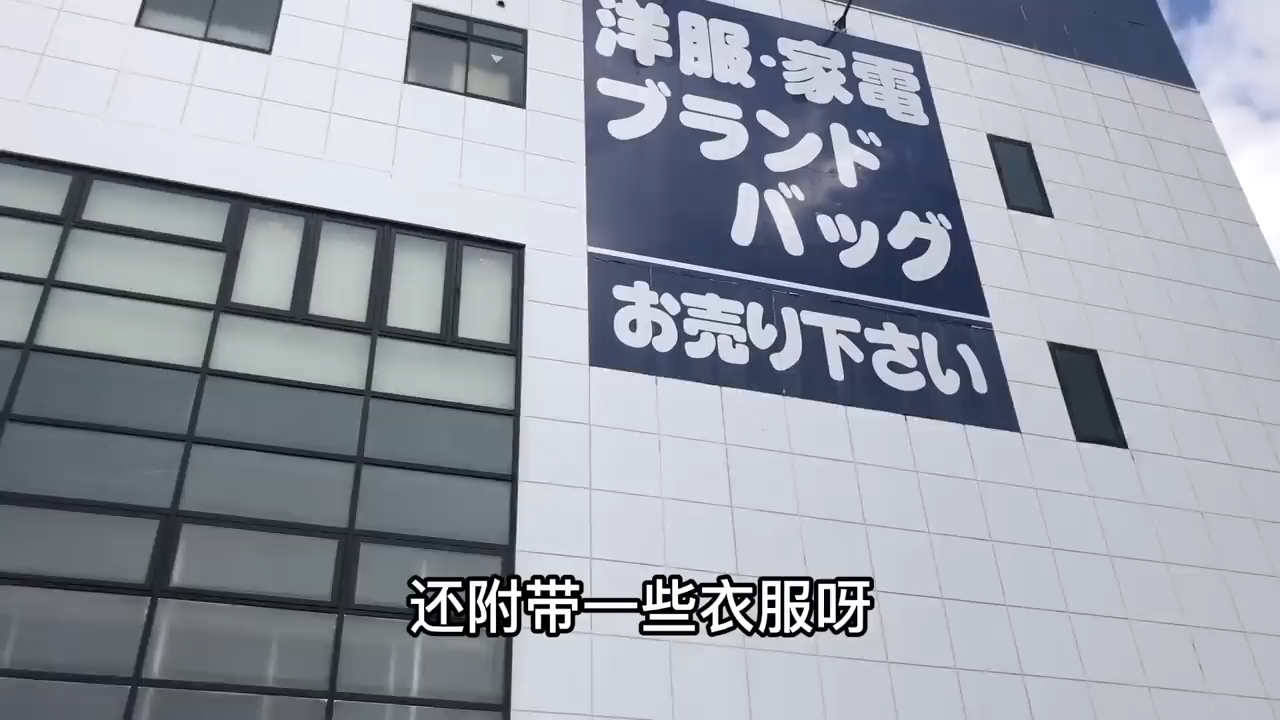 洋服・家電
ブランド
バッグ
お売り下さい
还附带一些衣服呀